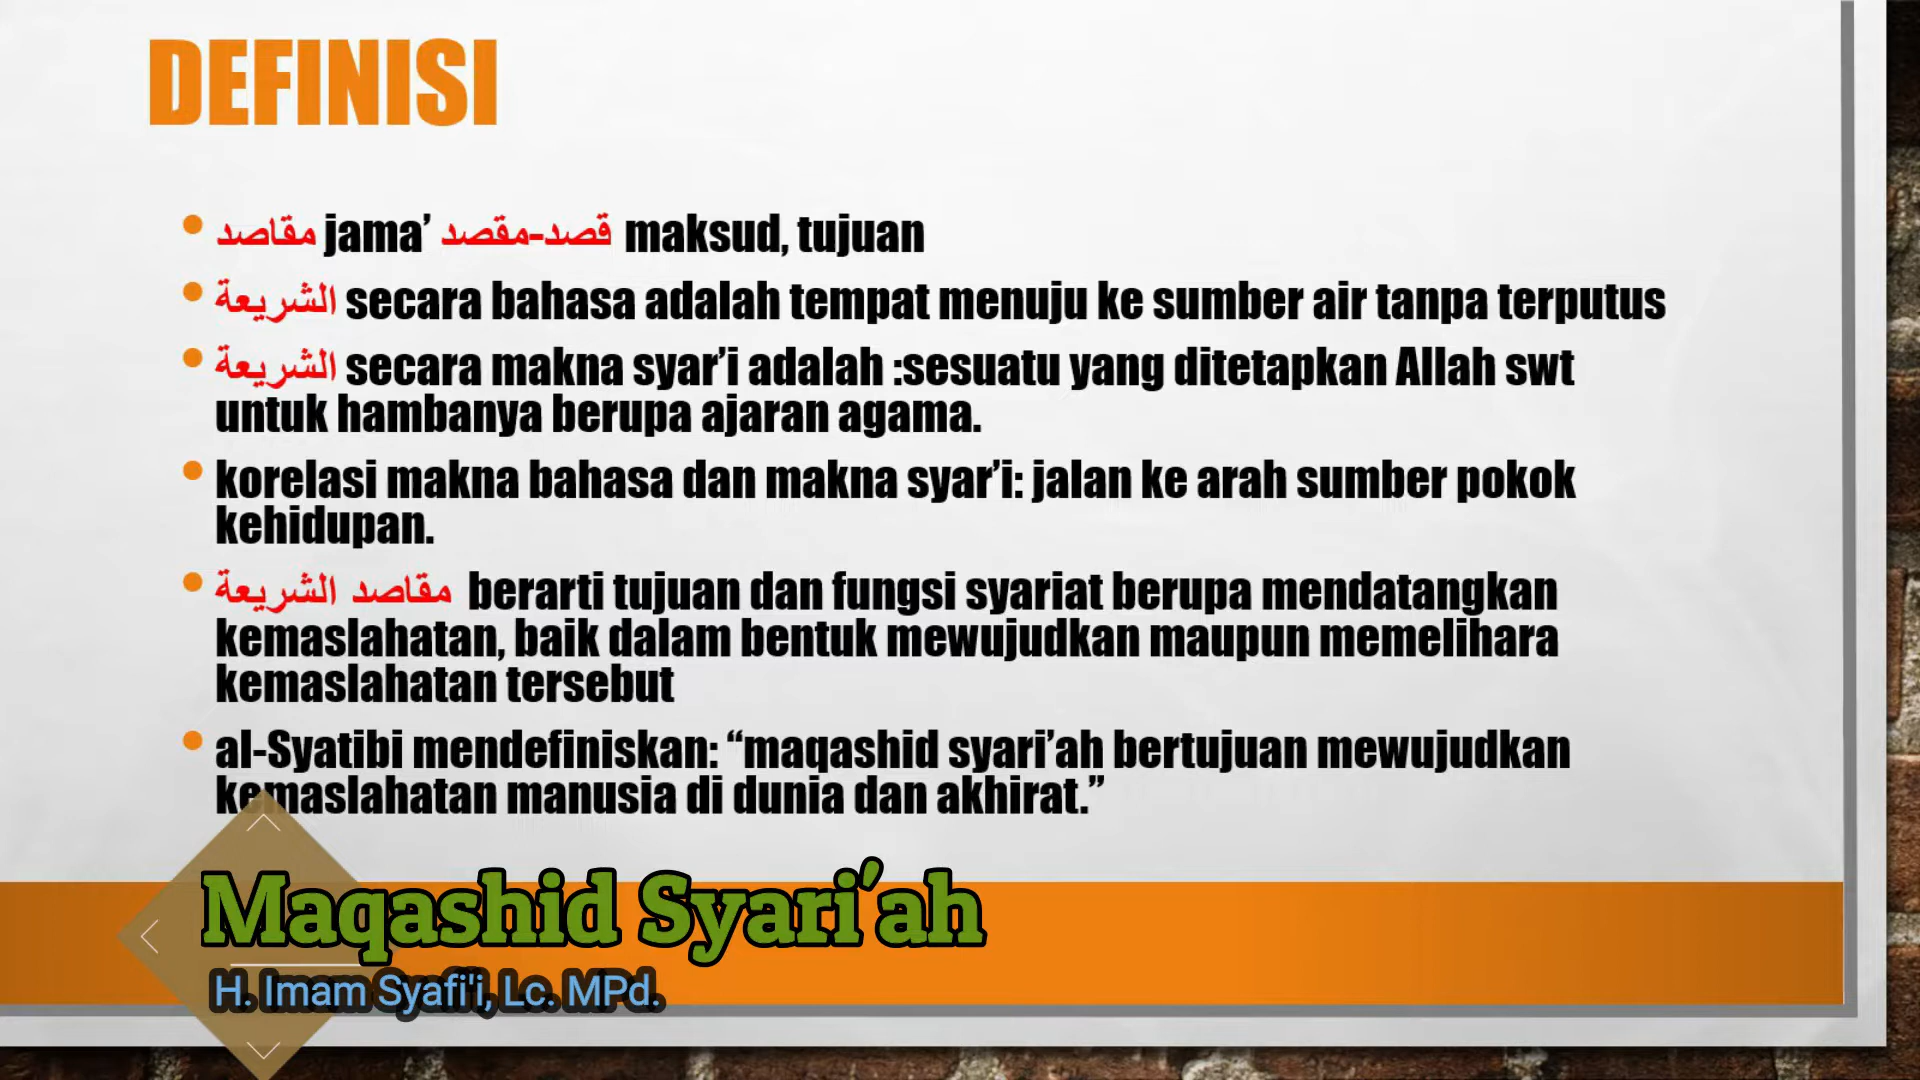 DEFINISI
• مقاصد jama’ قصد-مقصد maksud, tujuan
• الشريعة secara bahasa adalah tempat menuju ke sumber air tanpa terputus
• الشريعة secara makna syar’i adalah :sesuatu yang ditetapkan Allah swt
untuk hambanya berupa ajaran agama.
• korelasi makna bahasa dan makna syar’i: jalan ke arah sumber pokok
kehidupan.
• مقاصد الشريعة berarti tujuan dan fungsi syariat berupa mendatangkan
kemaslahatan, baik dalam bentuk mewujudkan maupun memelihara
kemaslahatan tersebut
• al-Syatibi mendefiniskan: “maqashid syari’ah bertujuan mewujudkan
kemaslahatan manusia di dunia dan akhirat.”
Maqashid Syari’ah
H. Imam Syafi'i, Lc. MPd.